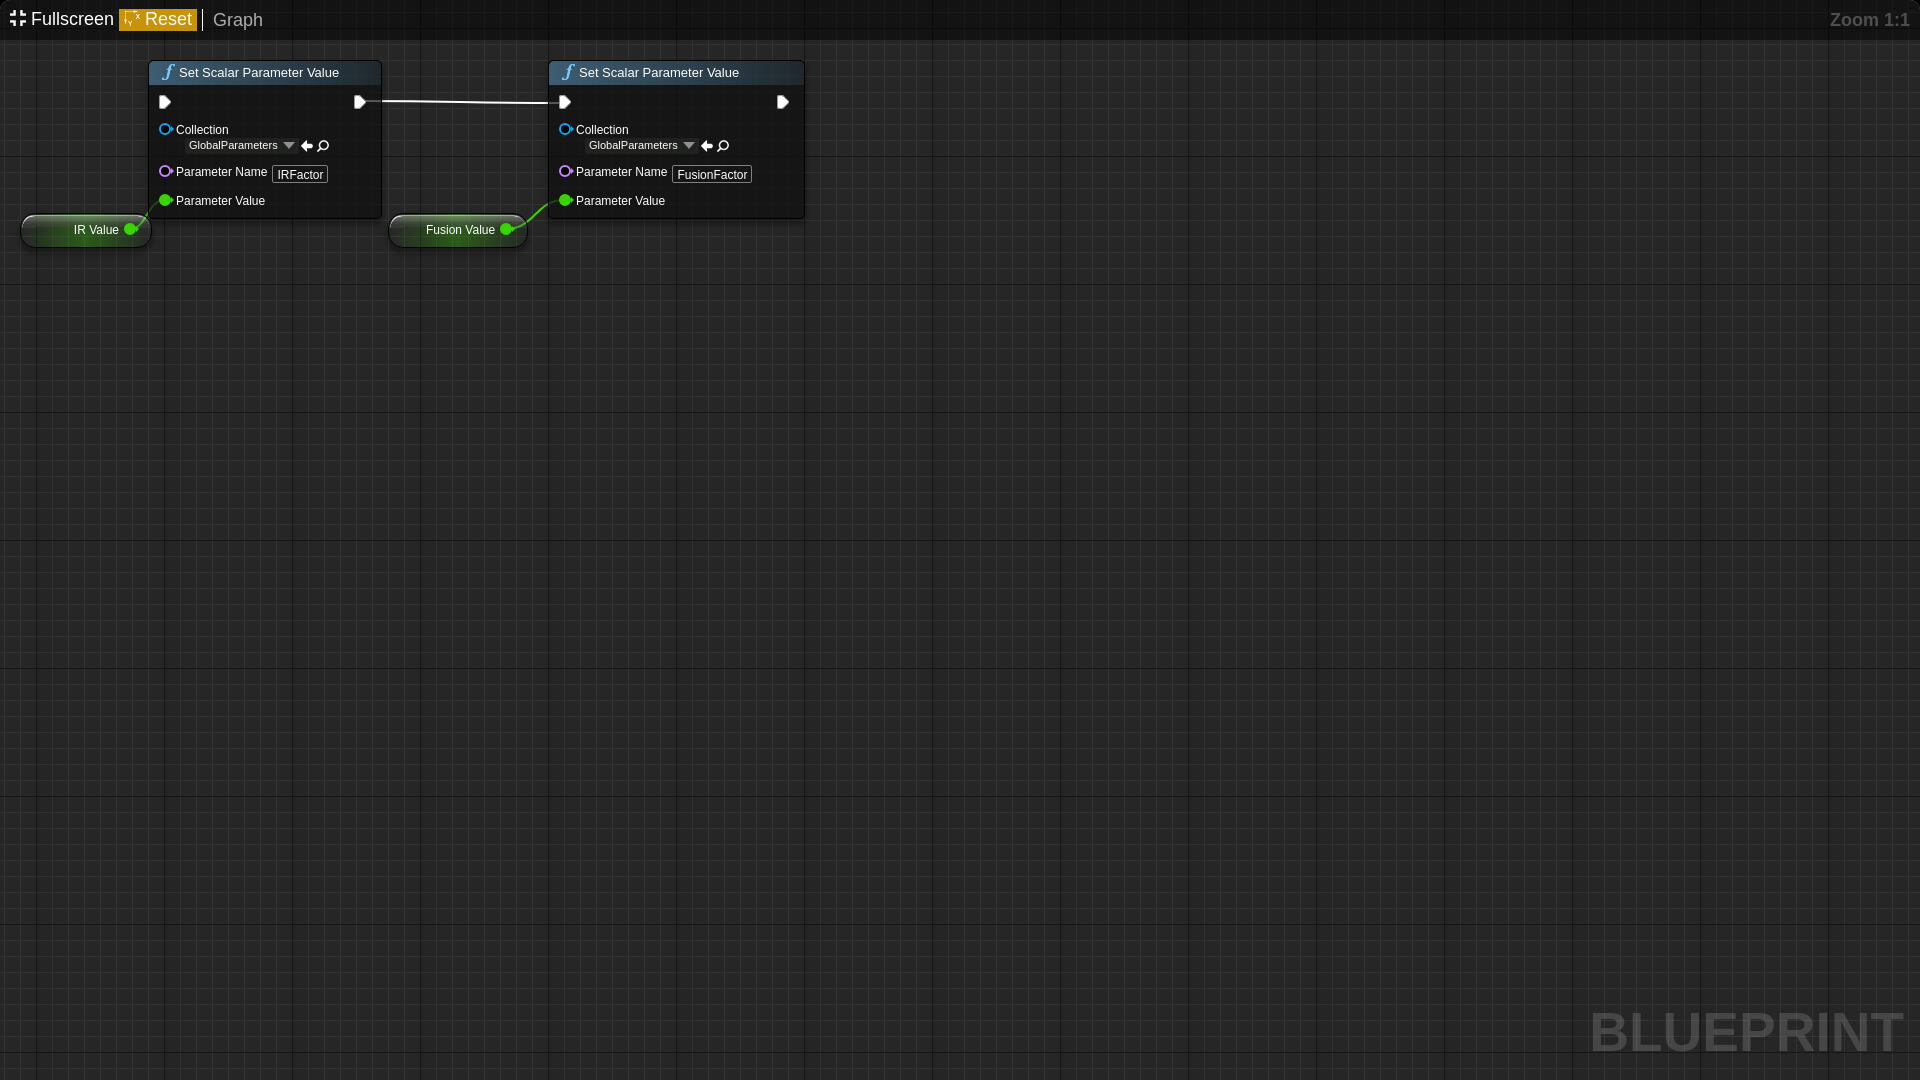 Fullscreen Reset Graph
Zoom 1:1
Set Scalar Parameter Value
Collection
GlobalParameters
Parameter Name IRFactor
Parameter Value
IR Value
Set Scalar Parameter Value
Collection
GlobalParameters
Parameter Name FusionFactor
Parameter Value
Fusion Value
BLUEPRINT